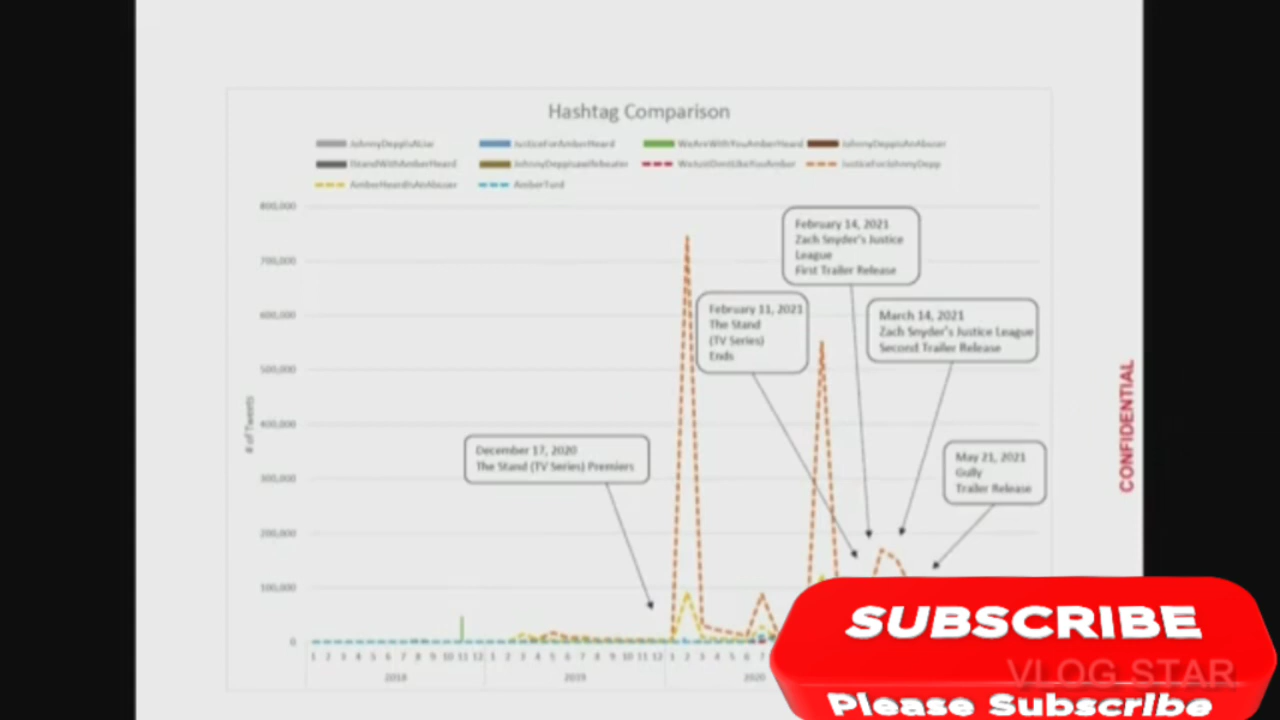 Hashtag Comparison
JohnnyDeppIsALiar JusticeForAmberHeard WeAreWithYouAmberHeard JohnnyDeppIsAnAbuser
IStandWithAmberHeard JohnnyDeppisawifebeater WeJustDontLikeYouAmber JusticeForJohnnyDepp
AmberHeardIsAnAbuser AmberTurd
800,000
February 14, 2021
Zach Snyder's Justice
League
First Trailer Release
700,000
February 11, 2021
The Stand
(TV Series)
Ends
600,000
March 14, 2021
Zach Snyder's Justice League
Second Trailer Release
500,000
# of Tweets
400,000
CONFIDENTIAL
December 17, 2020
The Stand (TV Series) Premiers
May 21, 2021
Gully
Trailer Release
300,000
200,000
100,000
0
1 2 3 4 5 6 7 8 9 10 11 12 1 2 3 4 5 6 7 8 9 10 11 12 1 2 3 4 5 6 7
2018 2019 2020
SUBSCRIBE
VLOG STAR
Please Subscribe